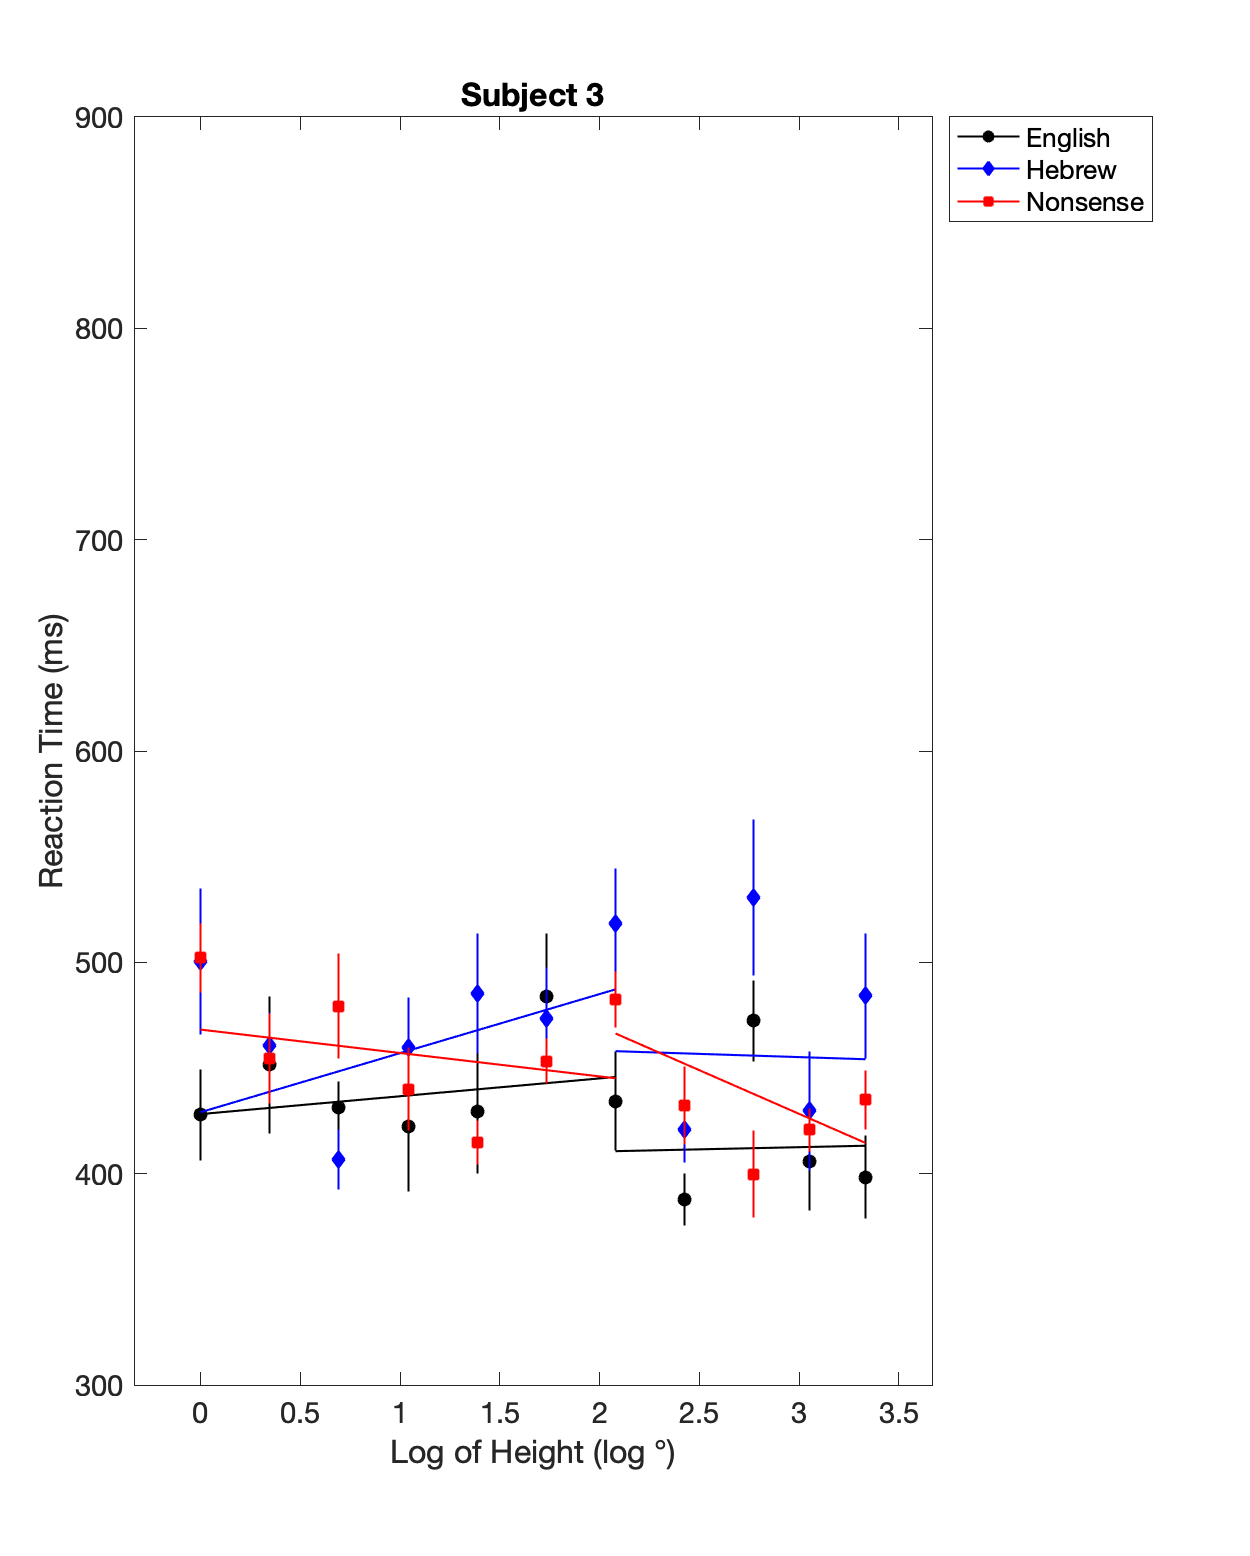 Subject 3
900
800
700
600
500
400
300
Reaction Time (ms)
0 0.5 1 1.5 2 2.5 3 3.5
Log of Height (log °)
English
Hebrew
Nonsense